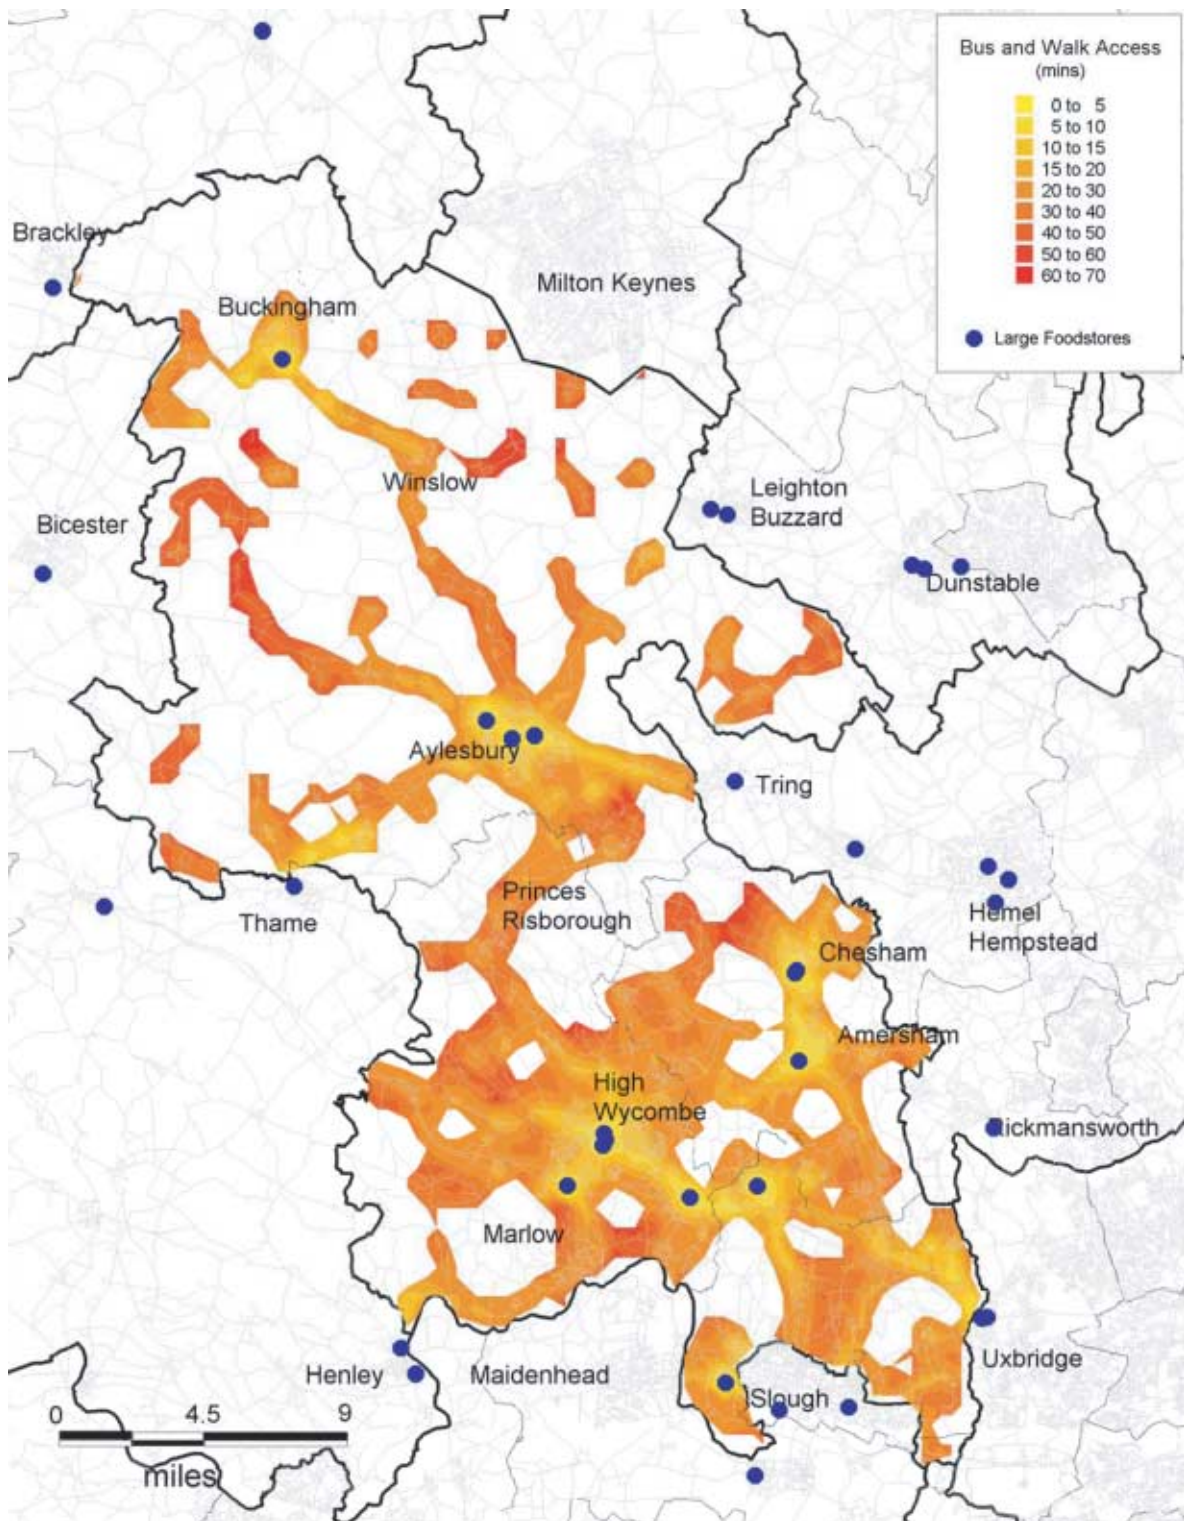 Bus and Walk Access
(mins)
0 to 5
5 to 10
10 to 15
15 to 20
20 to 30
30 to 40
40 to 50
50 to 60
60 to 70
Large Foodstores
Brackley
Milton Keynes
Buckingham
Winslow
Leighton
Buzzard
Bicester
Dunstable
Aylesbury
Tring
Princes
Risborough
Thame
Hemel
Hempstead
Chesham
Amersham
High
Wycombe
Rickmansworth
Marlow
Henley
Maidenhead
Slough
Uxbridge
0 4.5 9
miles